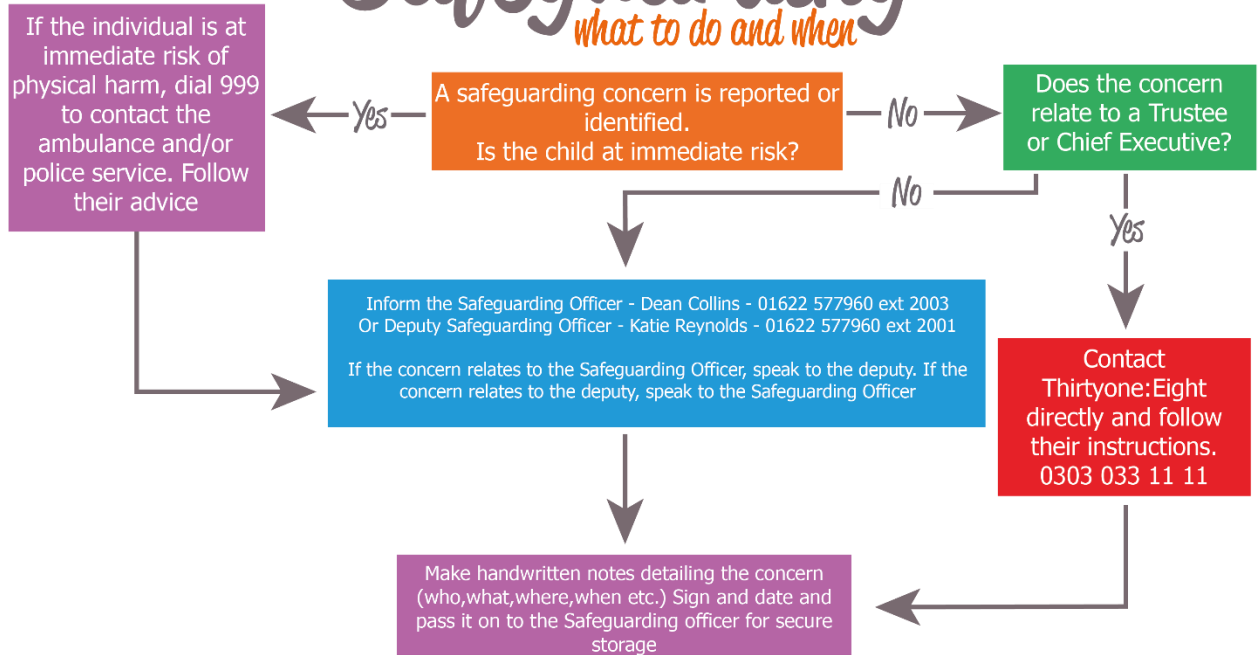 Safeguarding
what to do and when
If the individual is at
immediate risk of
physical harm, dial 999
to contact the
ambulance and/or
police service. Follow
their advice
Yes
A safeguarding concern is reported or
identified.
Is the child at immediate risk?
No
Does the concern
relate to a Trustee
or Chief Executive?
No
Yes
Inform the Safeguarding Officer - Dean Collins - 01622 577960 ext 2003
Or Deputy Safeguarding Officer - Katie Reynolds - 01622 577960 ext 2001
If the concern relates to the Safeguarding Officer, speak to the deputy. If the
concern relates to the deputy, speak to the Safeguarding Officer
Contact
Thirtyone:Eight
directly and follow
their instructions.
0303 033 11 11
Make handwritten notes detailing the concern
(who,what,where,when etc.) Sign and date and
pass it on to the Safeguarding officer for secure
storage